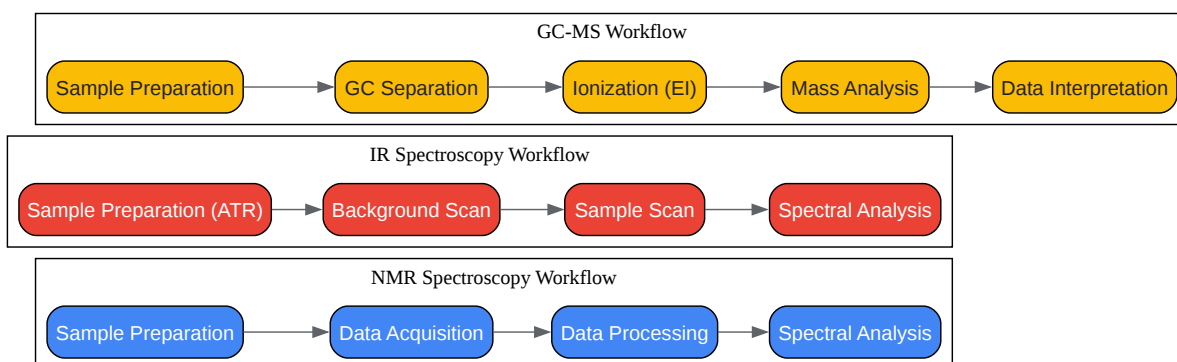 GC-MS Workflow
Sample Preparation
GC Separation
Ionization (EI)
Mass Analysis
Data Interpretation
IR Spectroscopy Workflow
Sample Preparation (ATR)
Background Scan
Sample Scan
Spectral Analysis
NMR Spectroscopy Workflow
Sample Preparation
Data Acquisition
Data Processing
Spectral Analysis